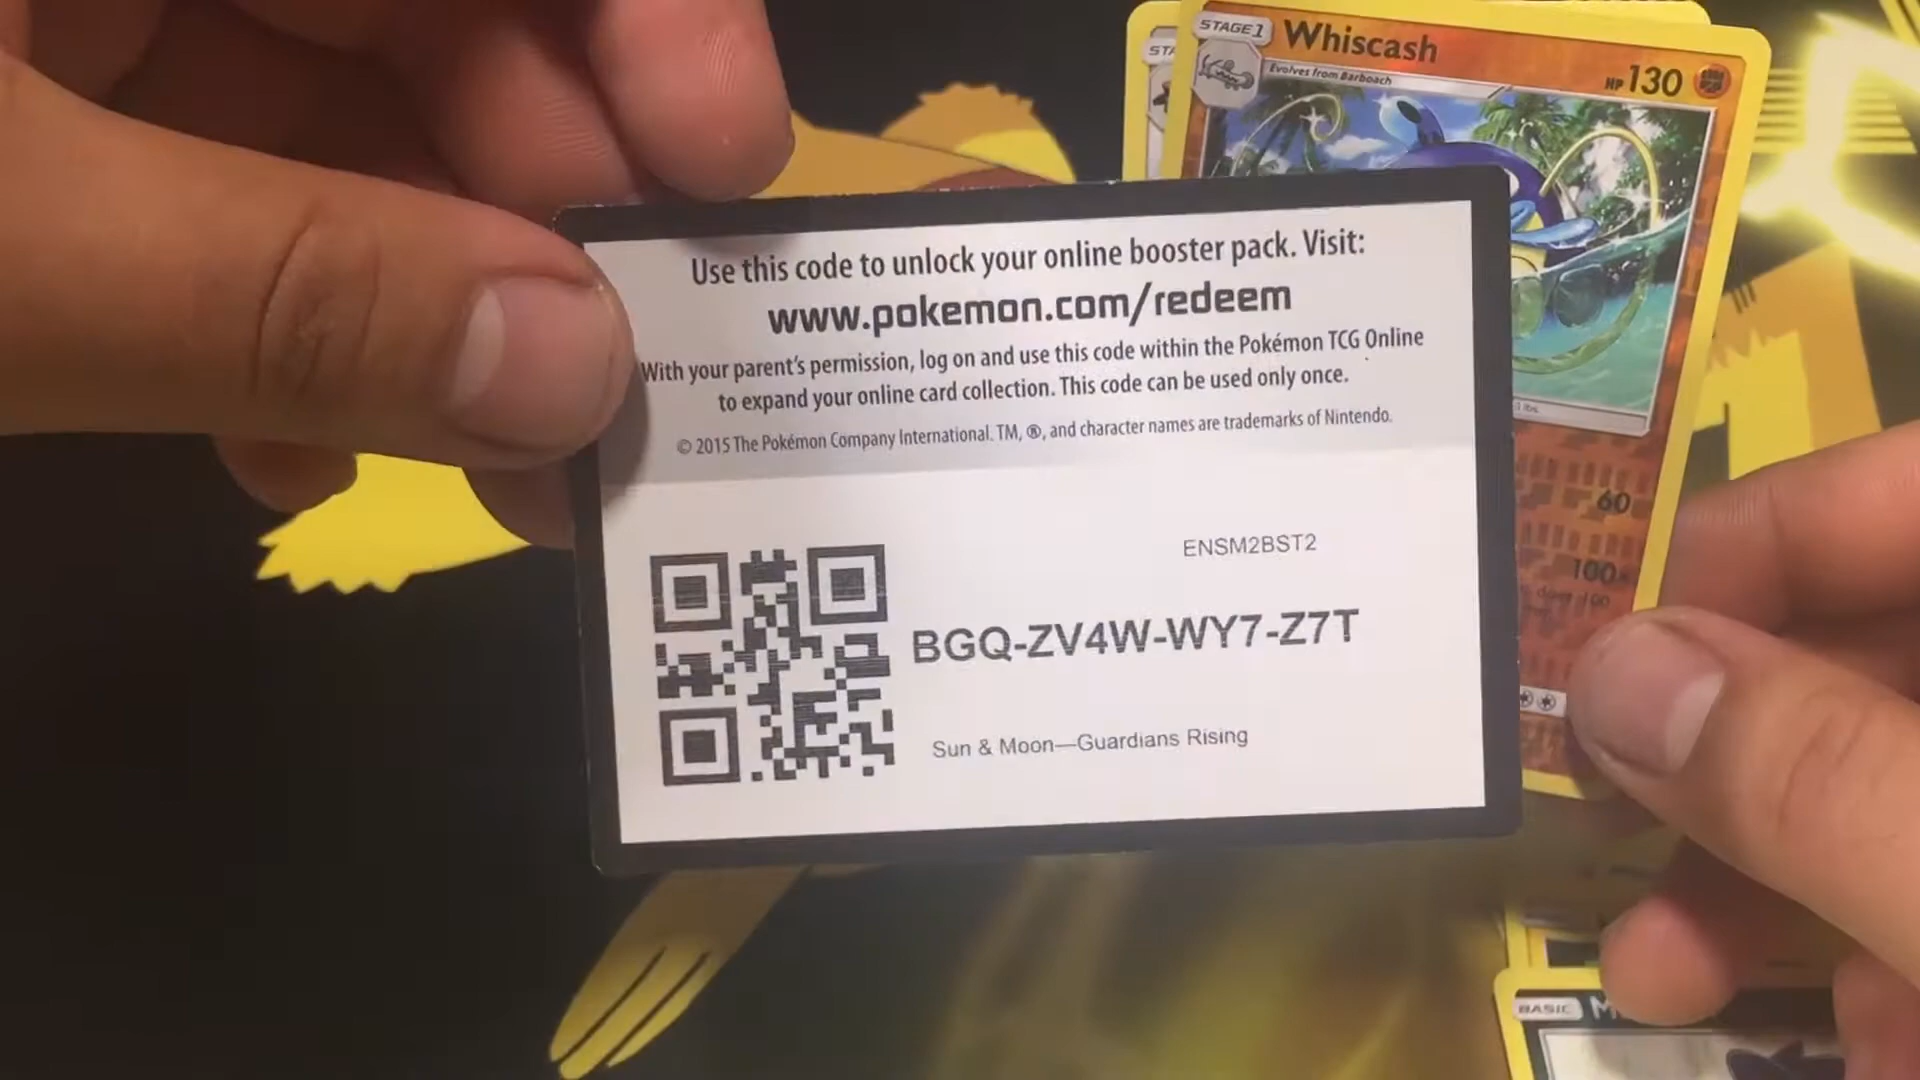 STAGE1 Whiscash
Evolves from Barboach
HP 130
Use this code to unlock your online booster pack. Visit:
www.pokemon.com/redeem
With your parent's permission, log on and use this code within the Pokémon TCG Online
to expand your online card collection. This code can be used only once.
© 2015 The Pokémon Company International. TM, ®, and character names are trademarks of Nintendo.
60
100
ENSM2BST2
BGQ-ZV4W-WY7-Z7T
Sun & Moon—Guardians Rising
BASIC